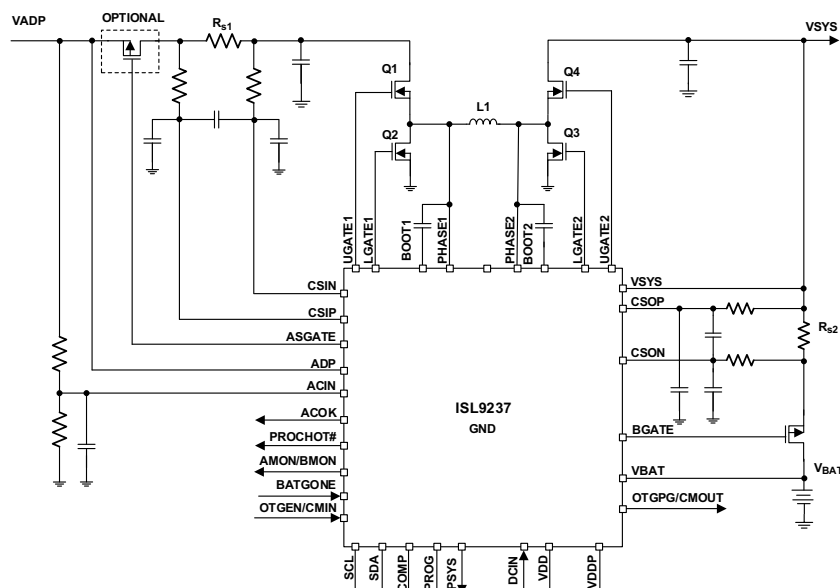 VADP
OPTIONAL
Rs1
VSYS
Q1
Q4
L1
Q2
Q3
UGATE1
LGATE1
BOOT1
PHASE1
PHASE2
BOOT2
LGATE2
UGATE2
CSIN
CSIP
ASGATE
ADP
ACIN
ACOK
PROCHOT#
AMON/BMON
BATGONE
OTGEN/CMIN
ISL9237
GND
VSYS
CSOP
Rs2
CSON
BGATE
VBAT
VBAT
OTGPG/CMOUT
SCL
SDA
COMP
PROG
PSYS
DCIN
VDD
VDDP